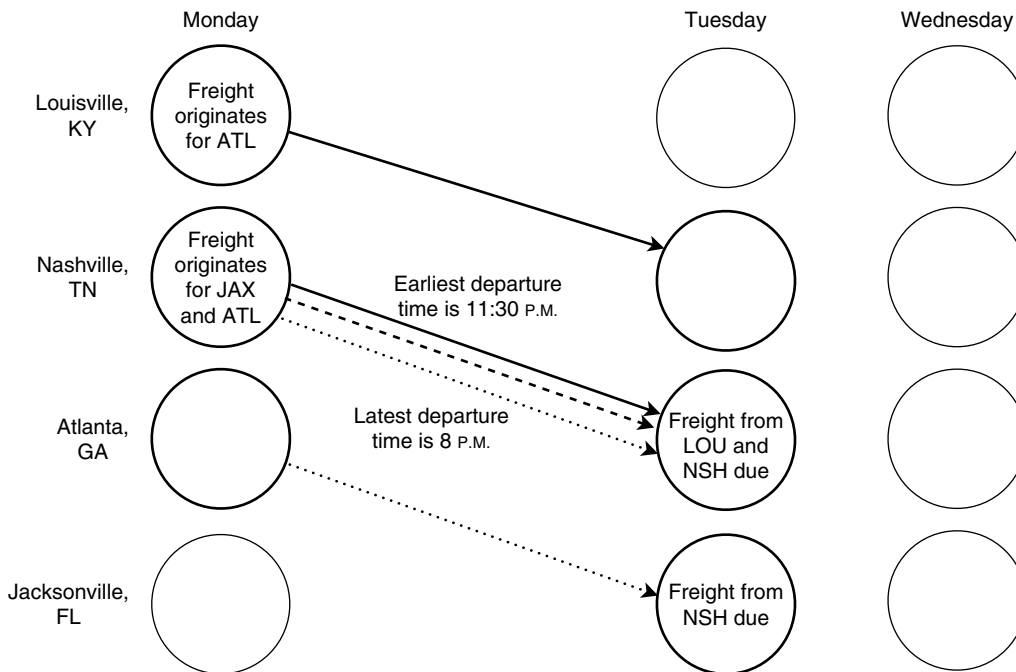 Monday
Tuesday
Wednesday
Louisville,
KY
Freight
originates
for ATL
Nashville,
TN
Freight
originates
for JAX
and ATL
Earliest departure
time is 11:30 P.M.
Atlanta,
GA
Latest departure
time is 8 P.M.
Freight from
LOU and
NSH due
Jacksonville,
FL
Freight from
NSH due